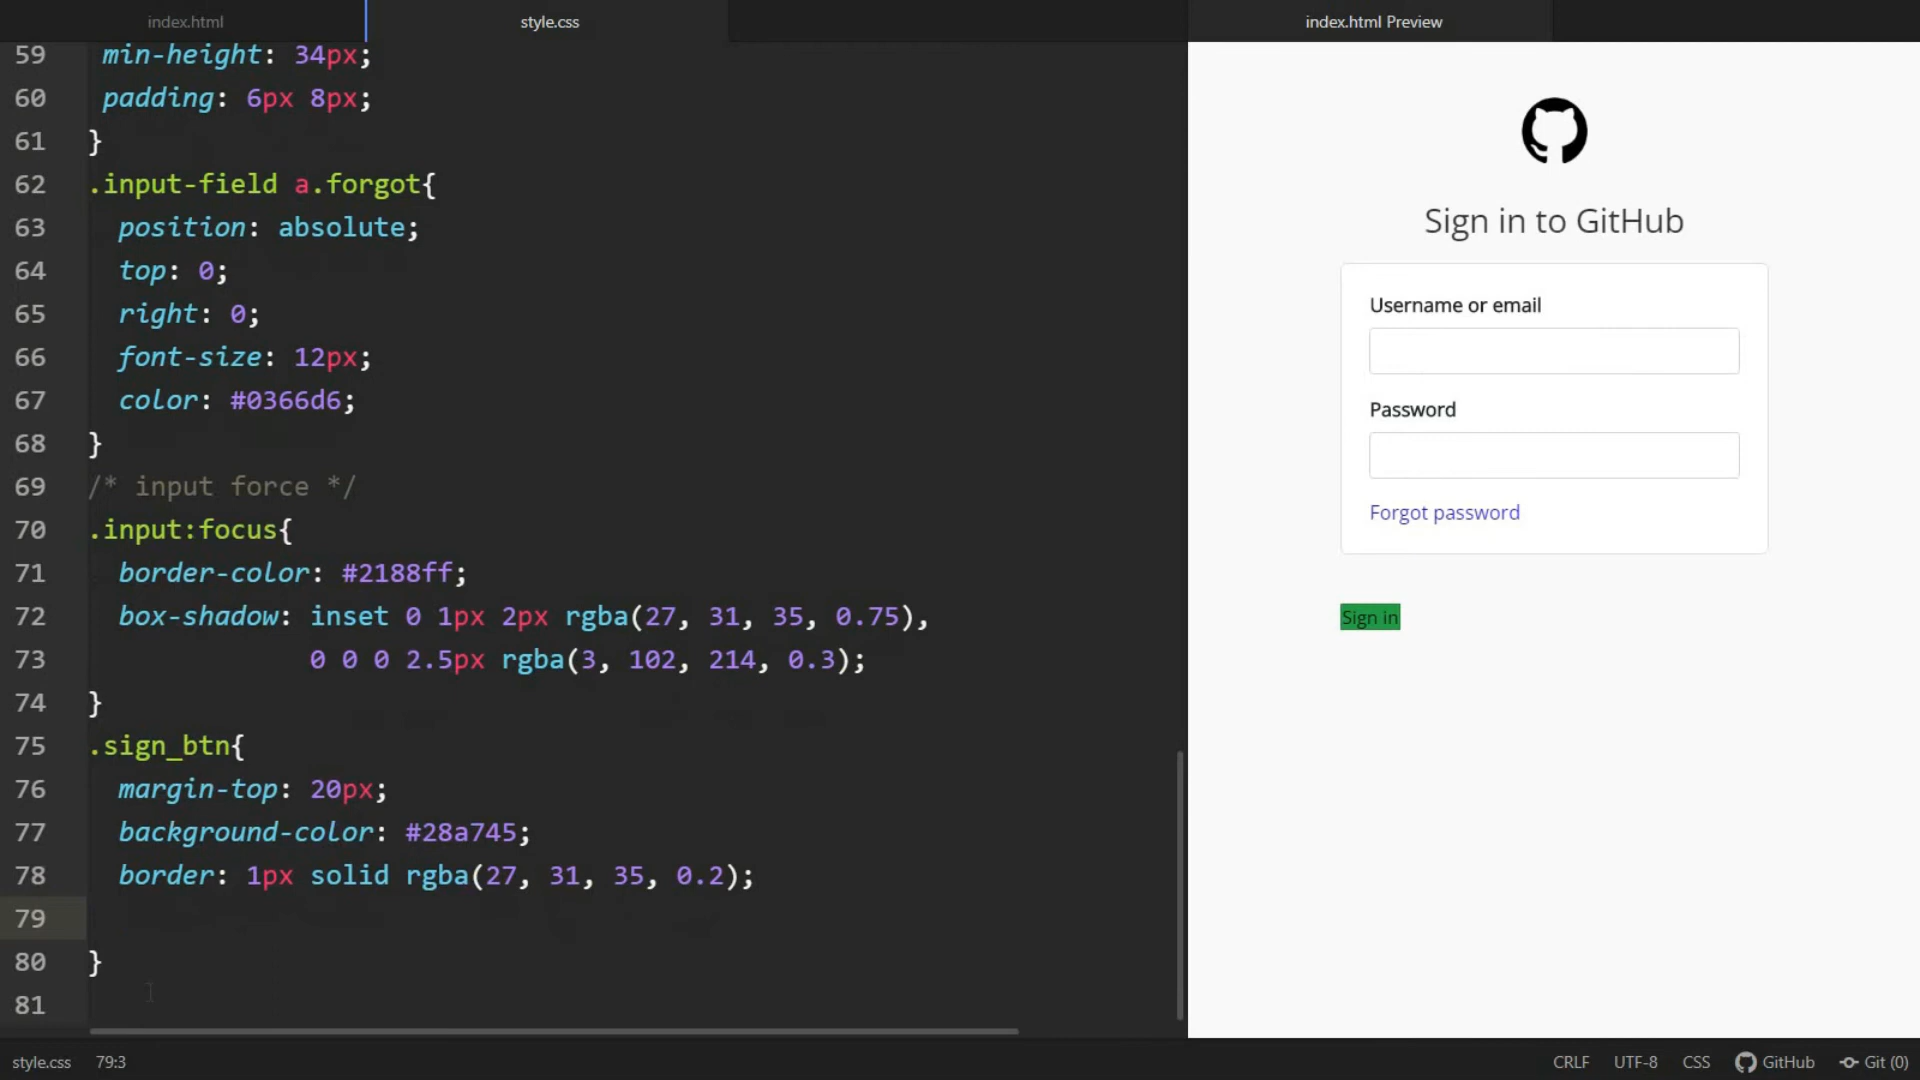 index.html
style.css
index.html Preview
59 min-height: 34px;
60 padding: 6px 8px;
61 }
62 .input-field a.forgot{
63 position: absolute;
64 top: 0;
65 right: 0;
66 font-size: 12px;
67 color: #0366d6;
68 }
69 /* input force */
70 .input:focus{
71 border-color: #2188ff;
72 box-shadow: inset 0 1px 2px rgba(27, 31, 35, 0.75),
73 0 0 0 2.5px rgba(3, 102, 214, 0.3);
74 }
75 .sign_btn{
76 margin-top: 20px;
77 background-color: #28a745;
78 border: 1px solid rgba(27, 31, 35, 0.2);
79
80 }
81
Sign in to GitHub
Username or email
Password
Forgot password
Sign in
style.css 79:3
CRLF UTF-8 CSS GitHub Git (0)